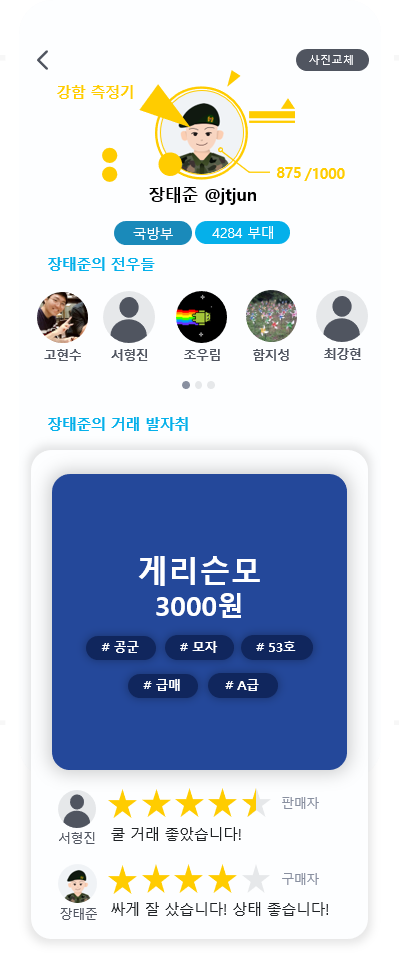 사진교체
강함 측정기
875 /1000
장태준 @jtjun
국방부 4284 부대
장태준의 전우들
고현수 서형진 조우림 함지성 최강현
장태준의 거래 발자취
게리슨모
3000원
# 공군 # 모자 # 53호
# 급매 # A급
판매자
서형진 쿨 거래 좋았습니다!
구매자
장태준 싸게 잘 샀습니다! 상태 좋습니다!